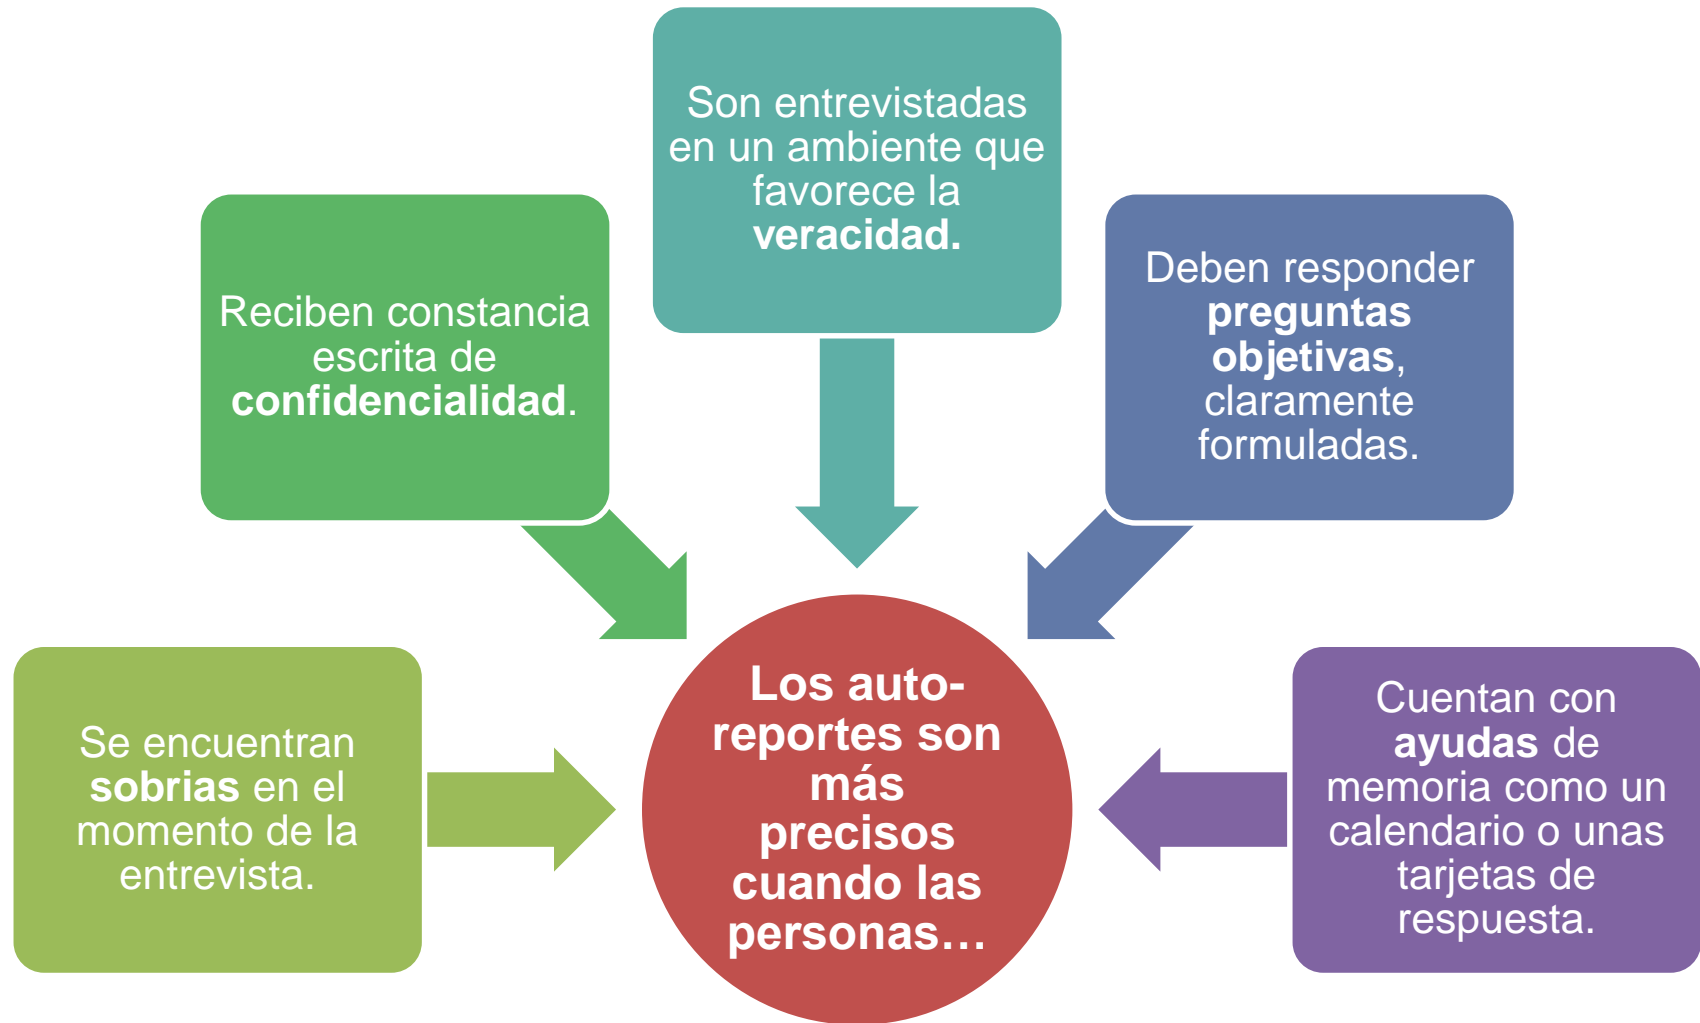 Son entrevistadas
en un ambiente que
favorece la
veracidad.
Reciben constancia
escrita de
confidencialidad.
Deben responder
preguntas
objetivas,
claramente
formuladas.
Se encuentran
sobrias en el
momento de la
entrevista.
Los auto-
reportes son
más
precisos
cuando las
personas…
Cuentan con
ayudas de
memoria como un
calendario o unas
tarjetas de
respuesta.